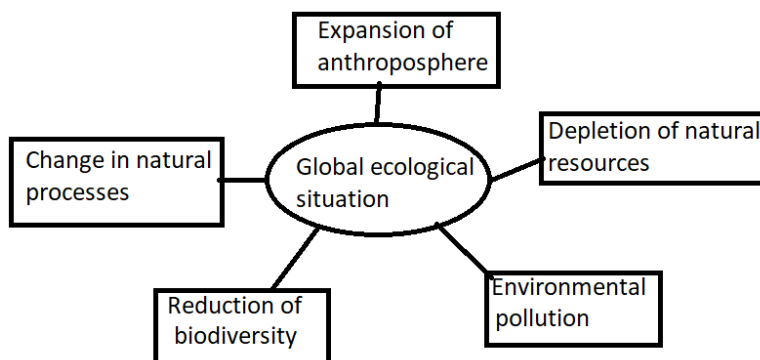 Expansion of
anthroposphere
Depletion of natural
resources
Change in natural
processes
Global ecological
situation
Environmental
pollution
Reduction of
biodiversity